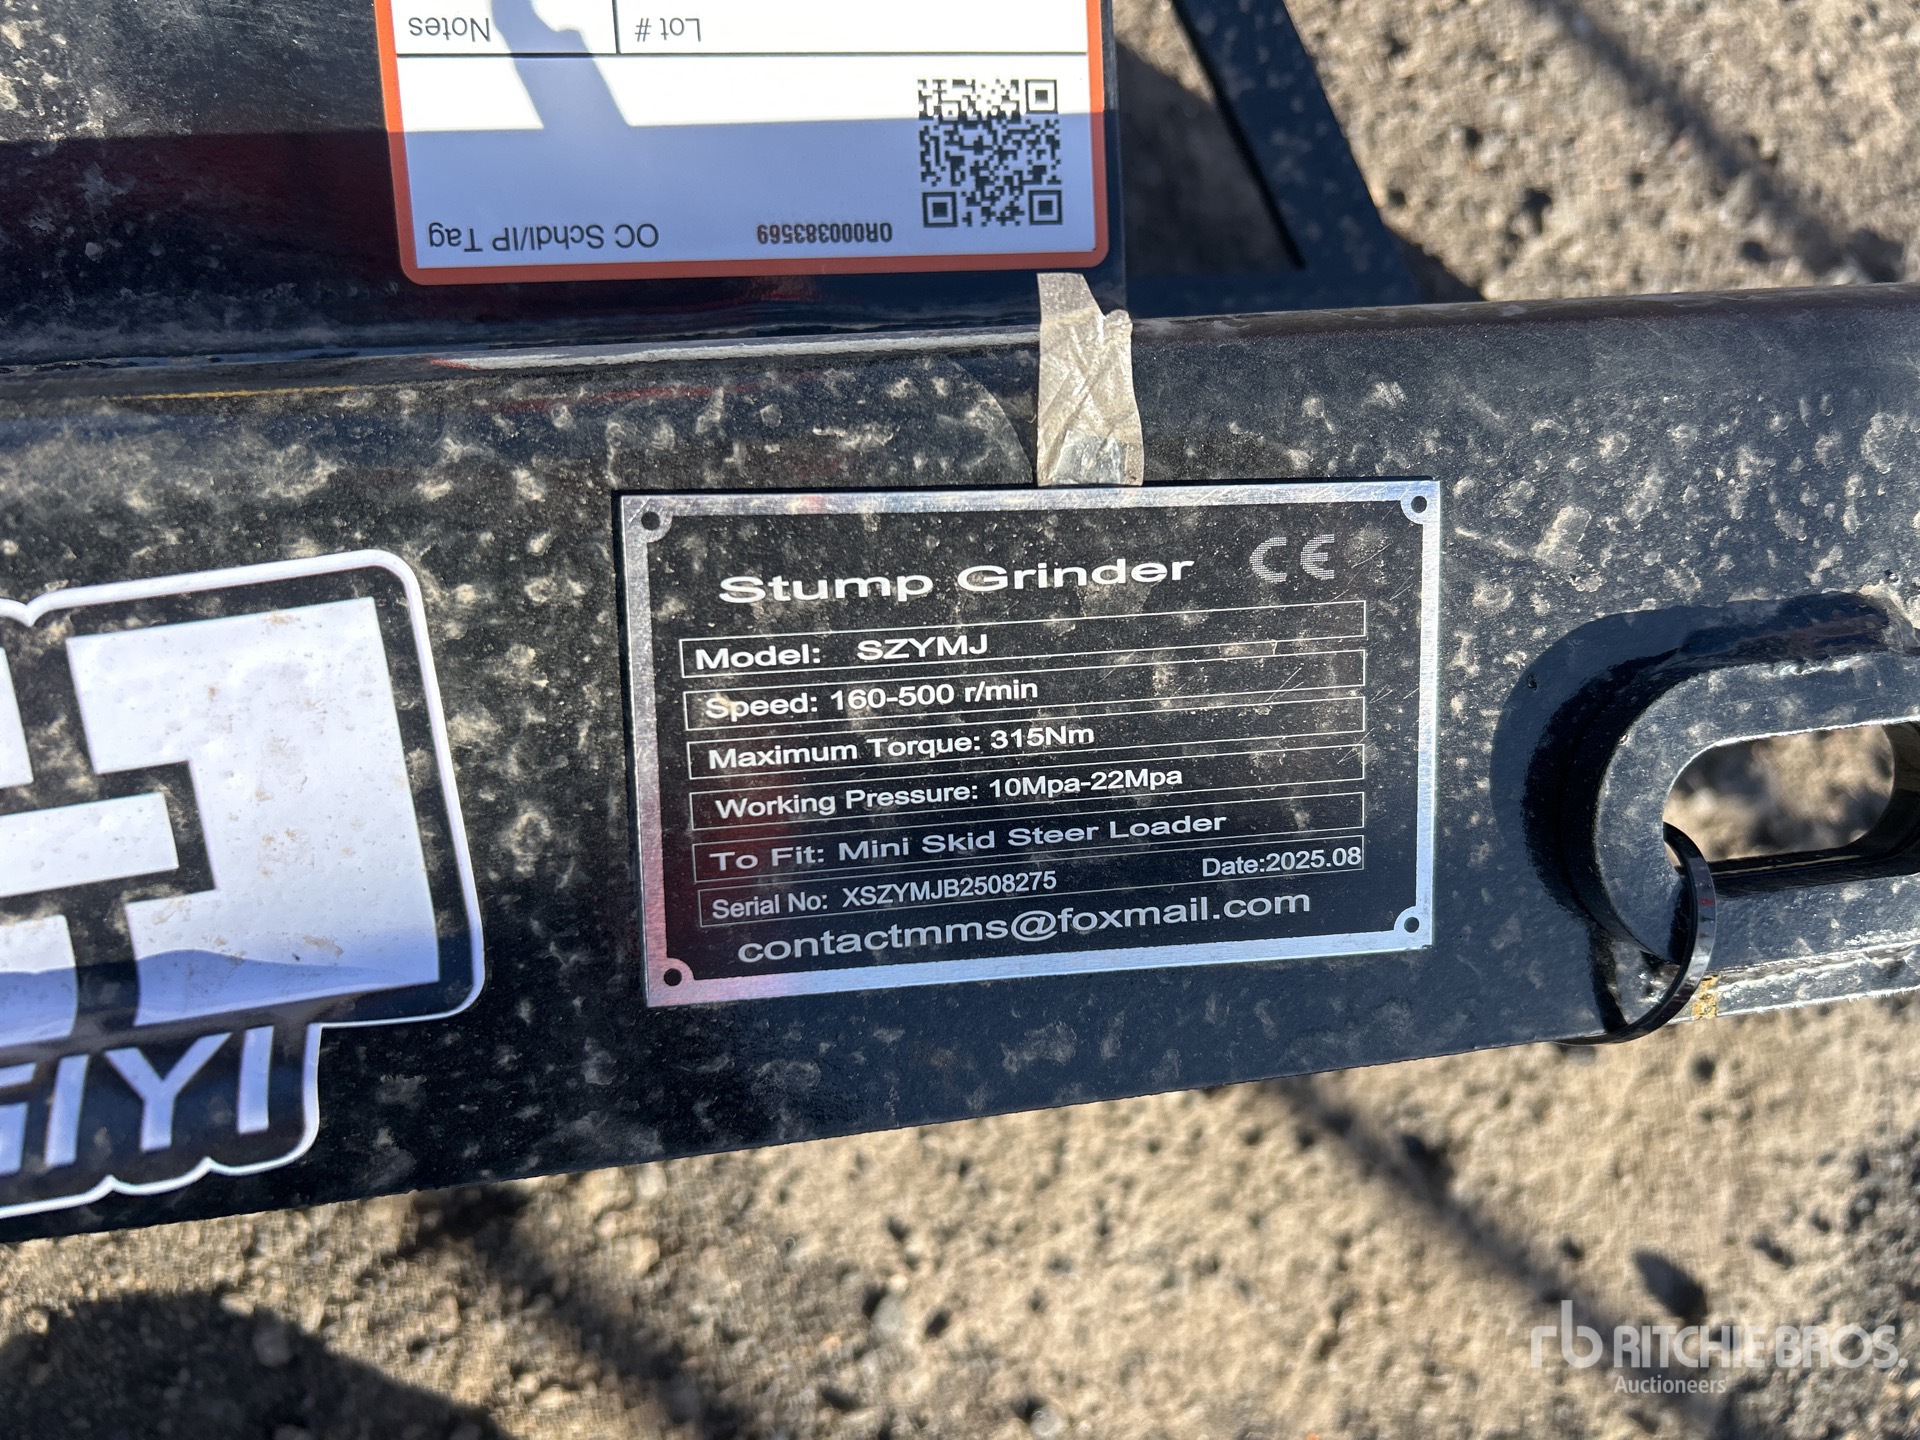 Notes
Lot #
OC Schdl/IP Tag
OR000383569
Stump Grinder CE
Model: SZYMJ
Speed: 160-500 r/min
Maximum Torque: 315Nm
Working Pressure: 10Mpa-22Mpa
To Fit: Mini Skid Steer Loader
Serial No: XSZYMJB2508275 Date:2025.08
contactmms@foxmail.com
rb RITCHIE BROS.
Auctioneers